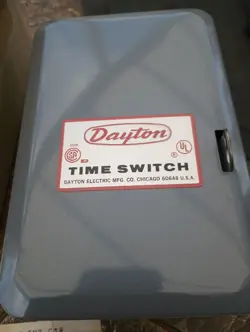 Dayton
®
TIME SWITCH
DAYTON ELECTRIC MFG. CO. CHICAGO 60648 U.S.A.